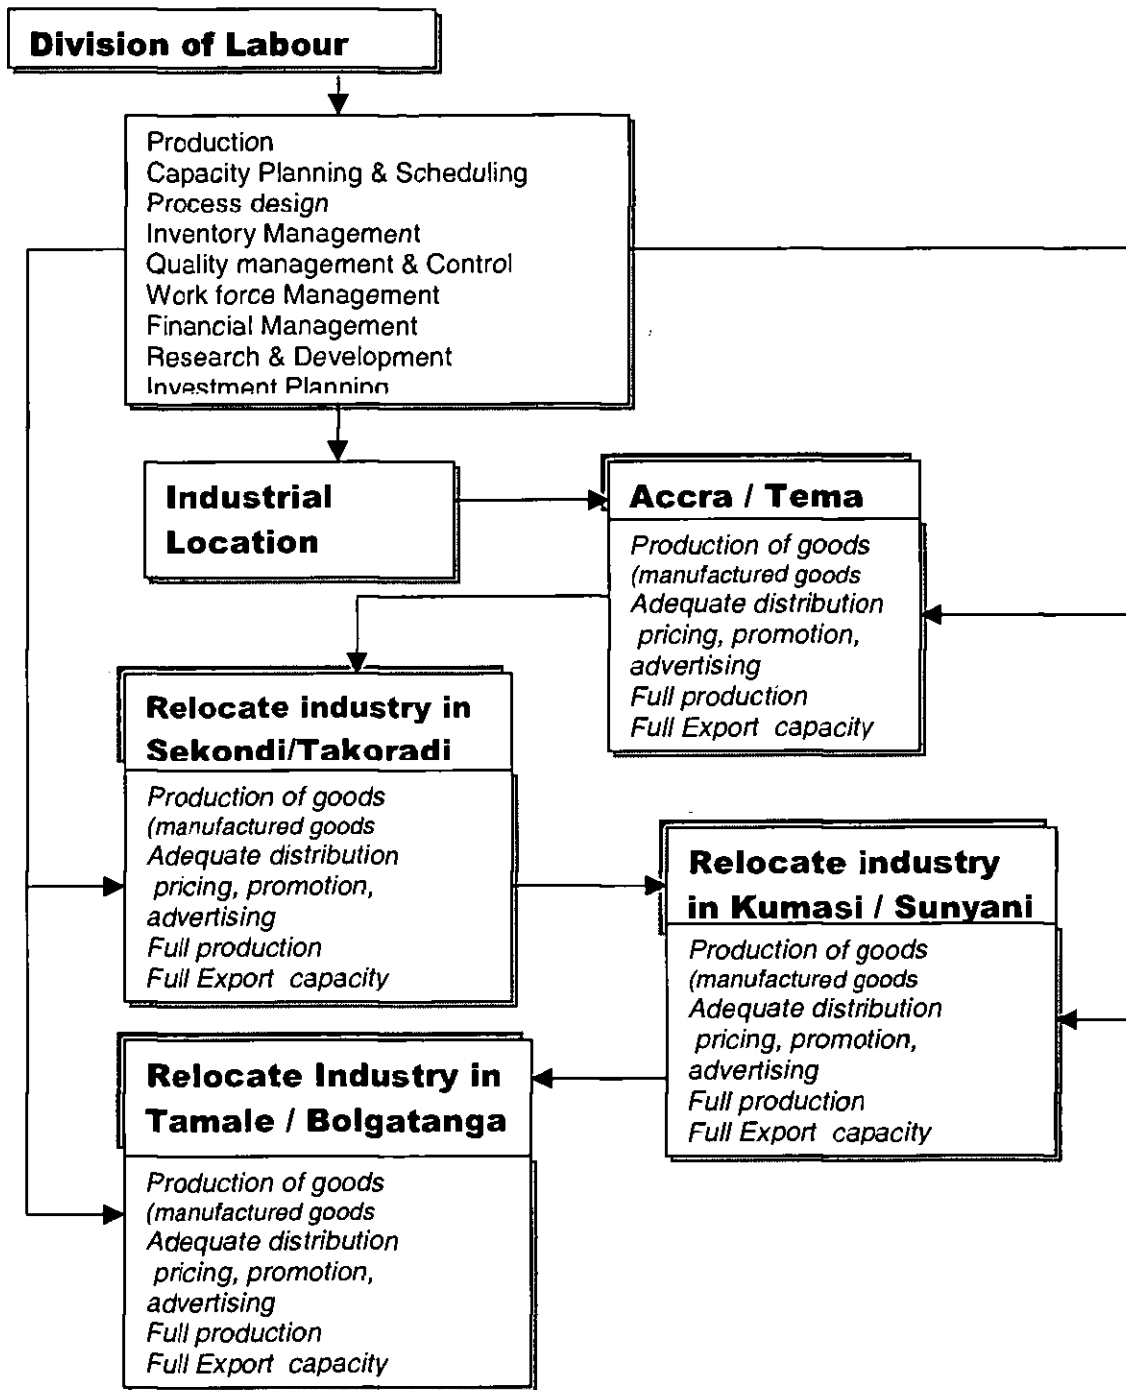 Division of Labour
Production
Capacity Planning & Scheduling
Process design
Inventory Management
Quality management & Control
Work force Management
Financial Management
Research & Development
Investment Planning
Industrial
Location
Accra / Tema
Production of goods
(manufactured goods
Adequate distribution
pricing, promotion,
advertising
Full production
Full Export capacity
Relocate industry in
Sekondi/Takoradi
Production of goods
(manufactured goods
Adequate distribution
pricing, promotion,
advertising
Full production
Full Export capacity
Relocate industry
in Kumasi / Sunyani
Production of goods
(manufactured goods
Adequate distribution
pricing, promotion,
advertising
Full production
Full Export capacity
Relocate Industry in
Tamale / Bolgatanga
Production of goods
(manufactured goods
Adequate distribution
pricing, promotion,
advertising
Full production
Full Export capacity